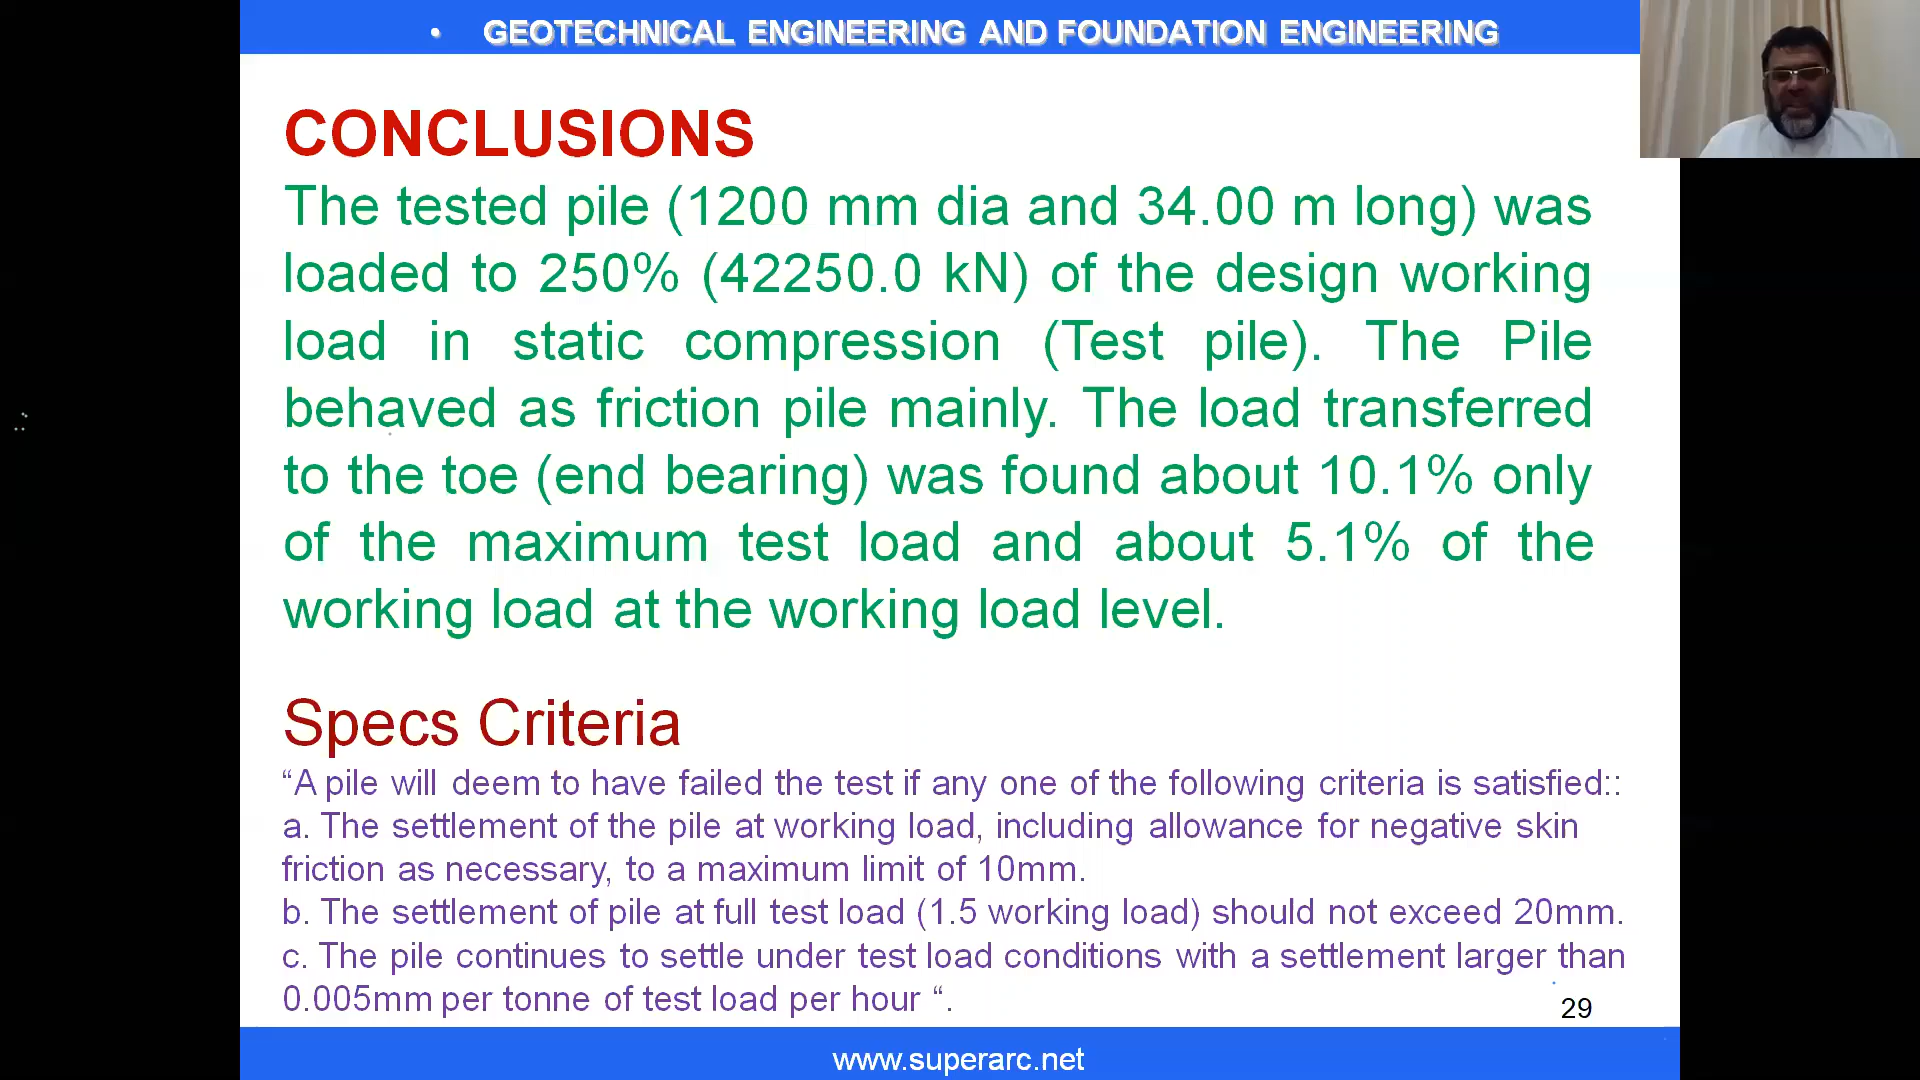 • GEOTECHNICAL ENGINEERING AND FOUNDATION ENGINEERING
CONCLUSIONS
The tested pile (1200 mm dia and 34.00 m long) was
loaded to 250% (42250.0 kN) of the design working
load in static compression (Test pile). The Pile
behaved as friction pile mainly. The load transferred
to the toe (end bearing) was found about 10.1% only
of the maximum test load and about 5.1% of the
working load at the working load level.
Specs Criteria
“A pile will deem to have failed the test if any one of the following criteria is satisfied::
a. The settlement of the pile at working load, including allowance for negative skin
friction as necessary, to a maximum limit of 10mm.
b. The settlement of pile at full test load (1.5 working load) should not exceed 20mm.
c. The pile continues to settle under test load conditions with a settlement larger than
0.005mm per tonne of test load per hour “.
29
www.superarc.net